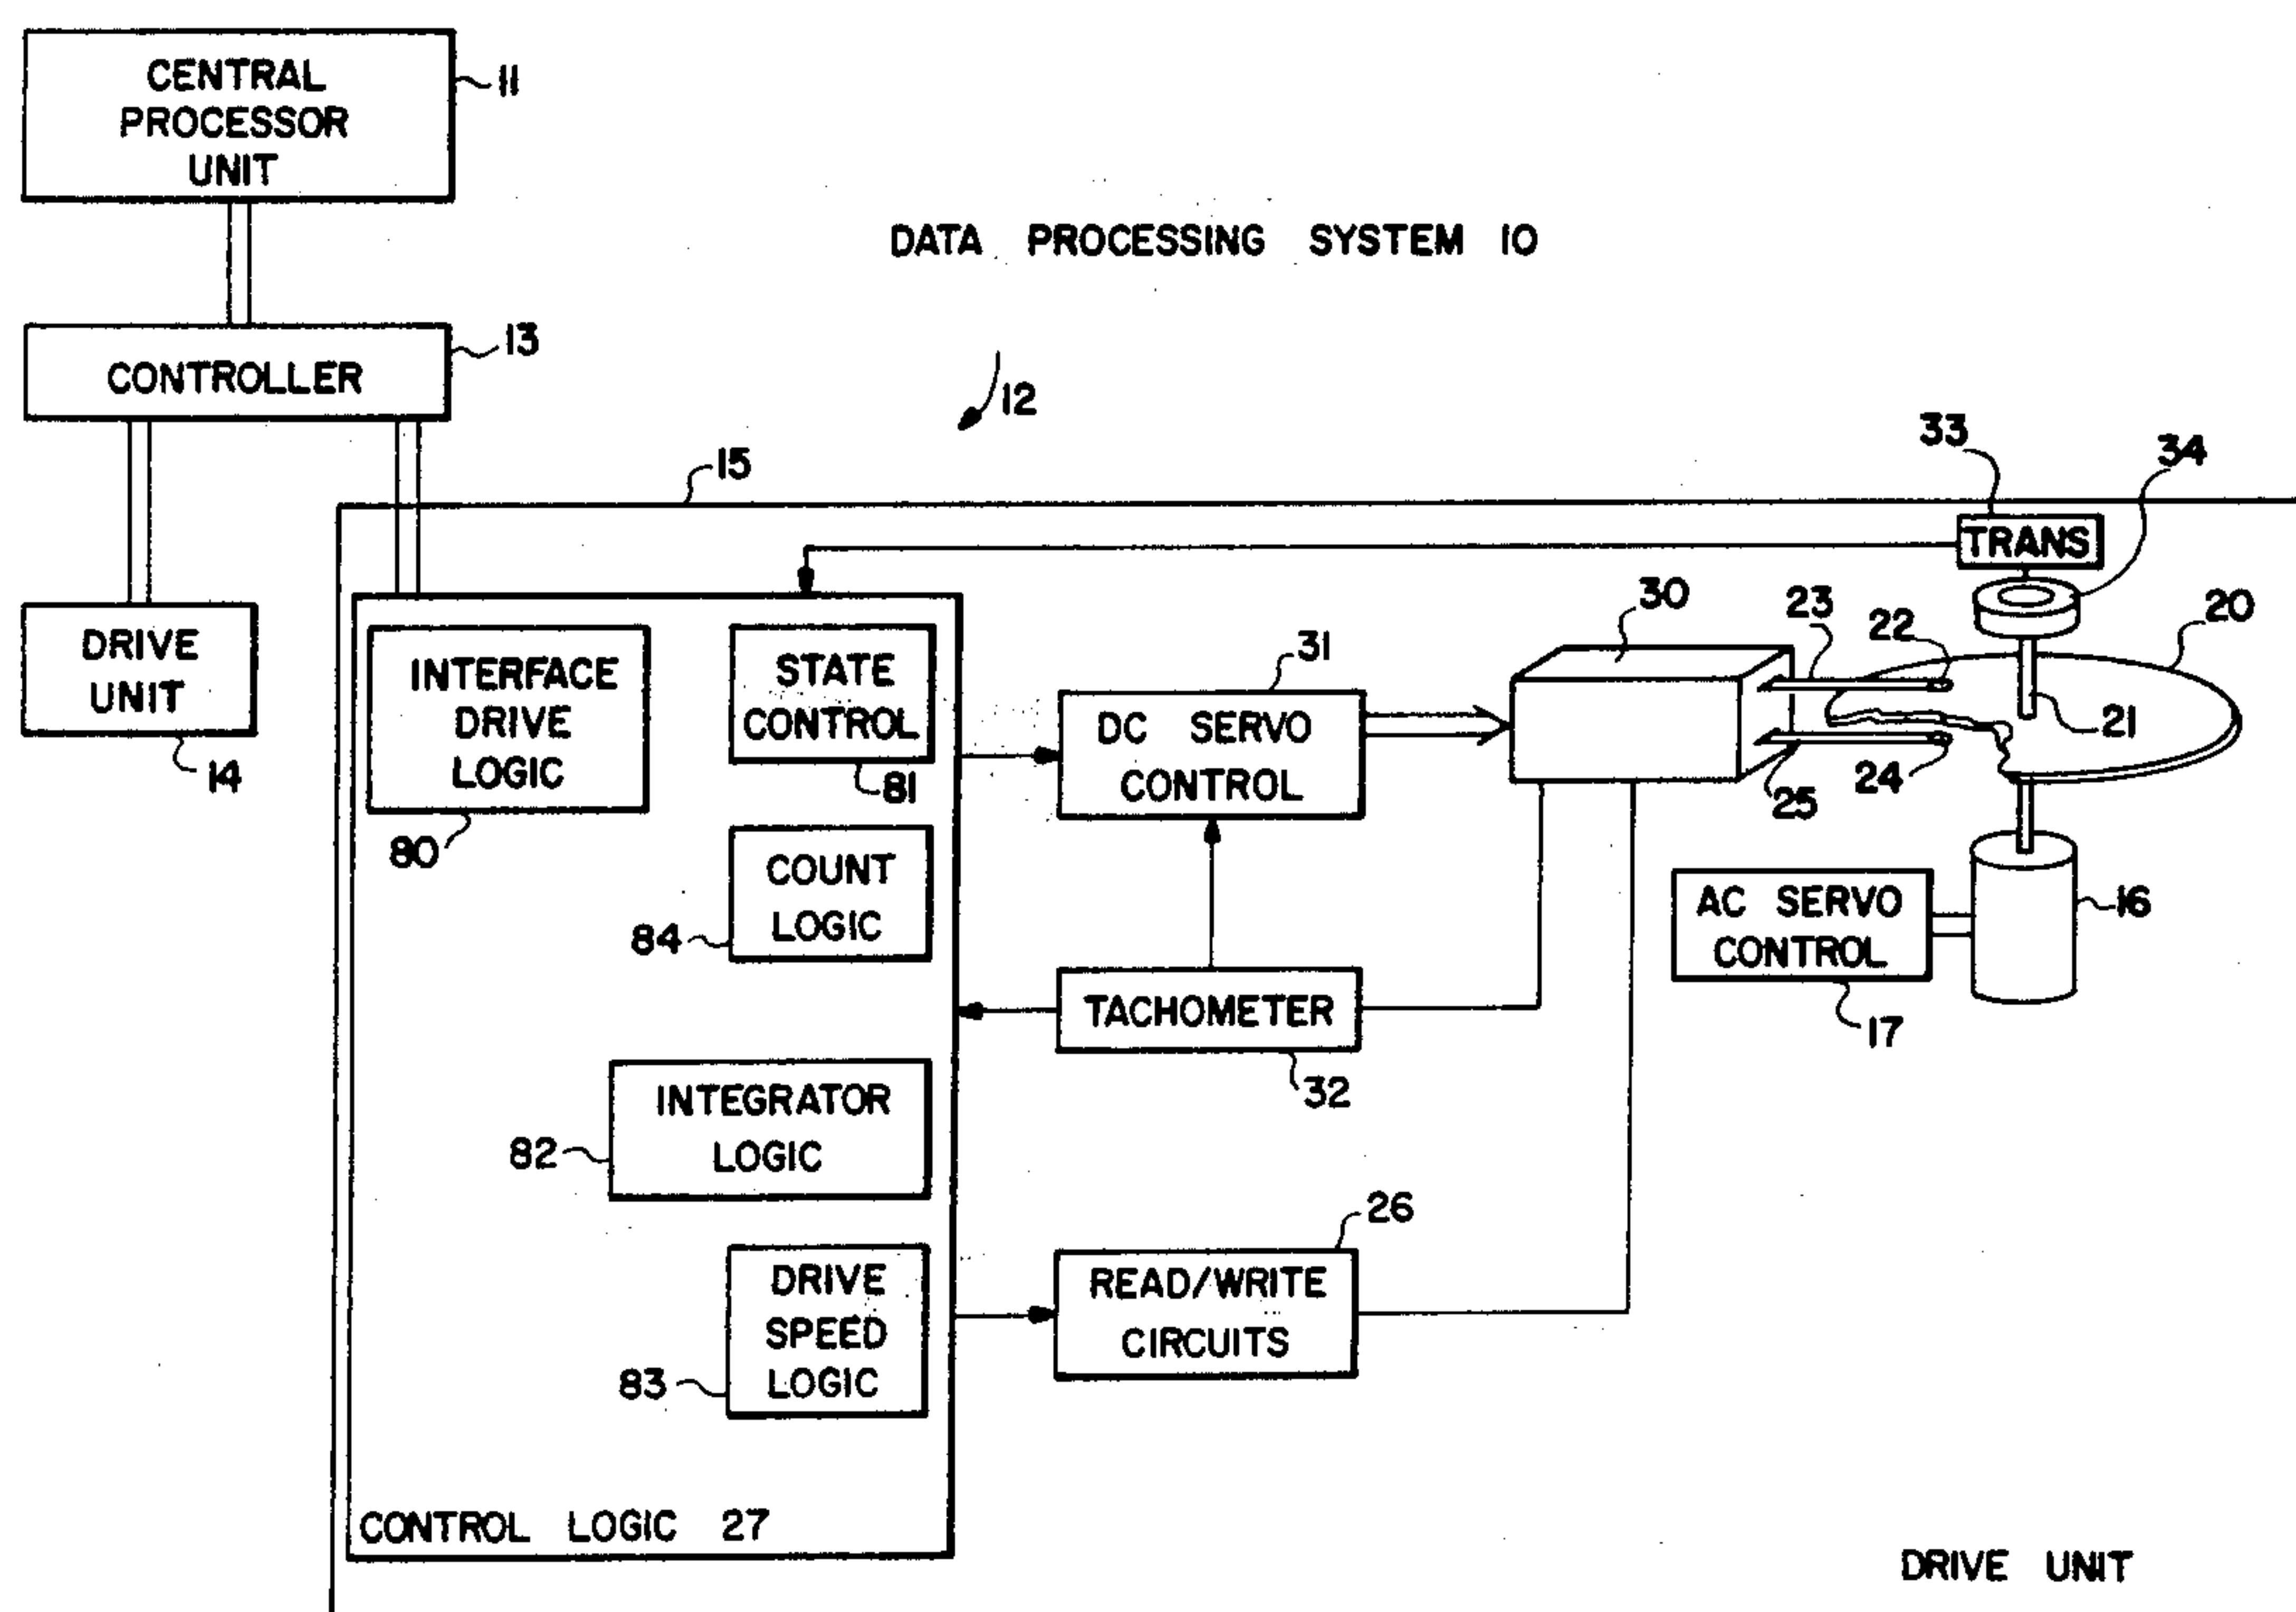 CENTRAL
PROCESSOR
UNIT
11
DATA PROCESSING SYSTEM 10
CONTROLLER
13
12
15
33
34
TRANS
DRIVE
UNIT
14
INTERFACE
DRIVE
LOGIC
80
STATE
CONTROL
81
31
DC SERVO
CONTROL
30
23
22
20
21
25
24
COUNT
LOGIC
84
AC SERVO
CONTROL
17
16
TACHOMETER
32
INTEGRATOR
LOGIC
82
26
DRIVE
SPEED
LOGIC
83
READ/WRITE
CIRCUITS
CONTROL LOGIC 27
DRIVE UNIT